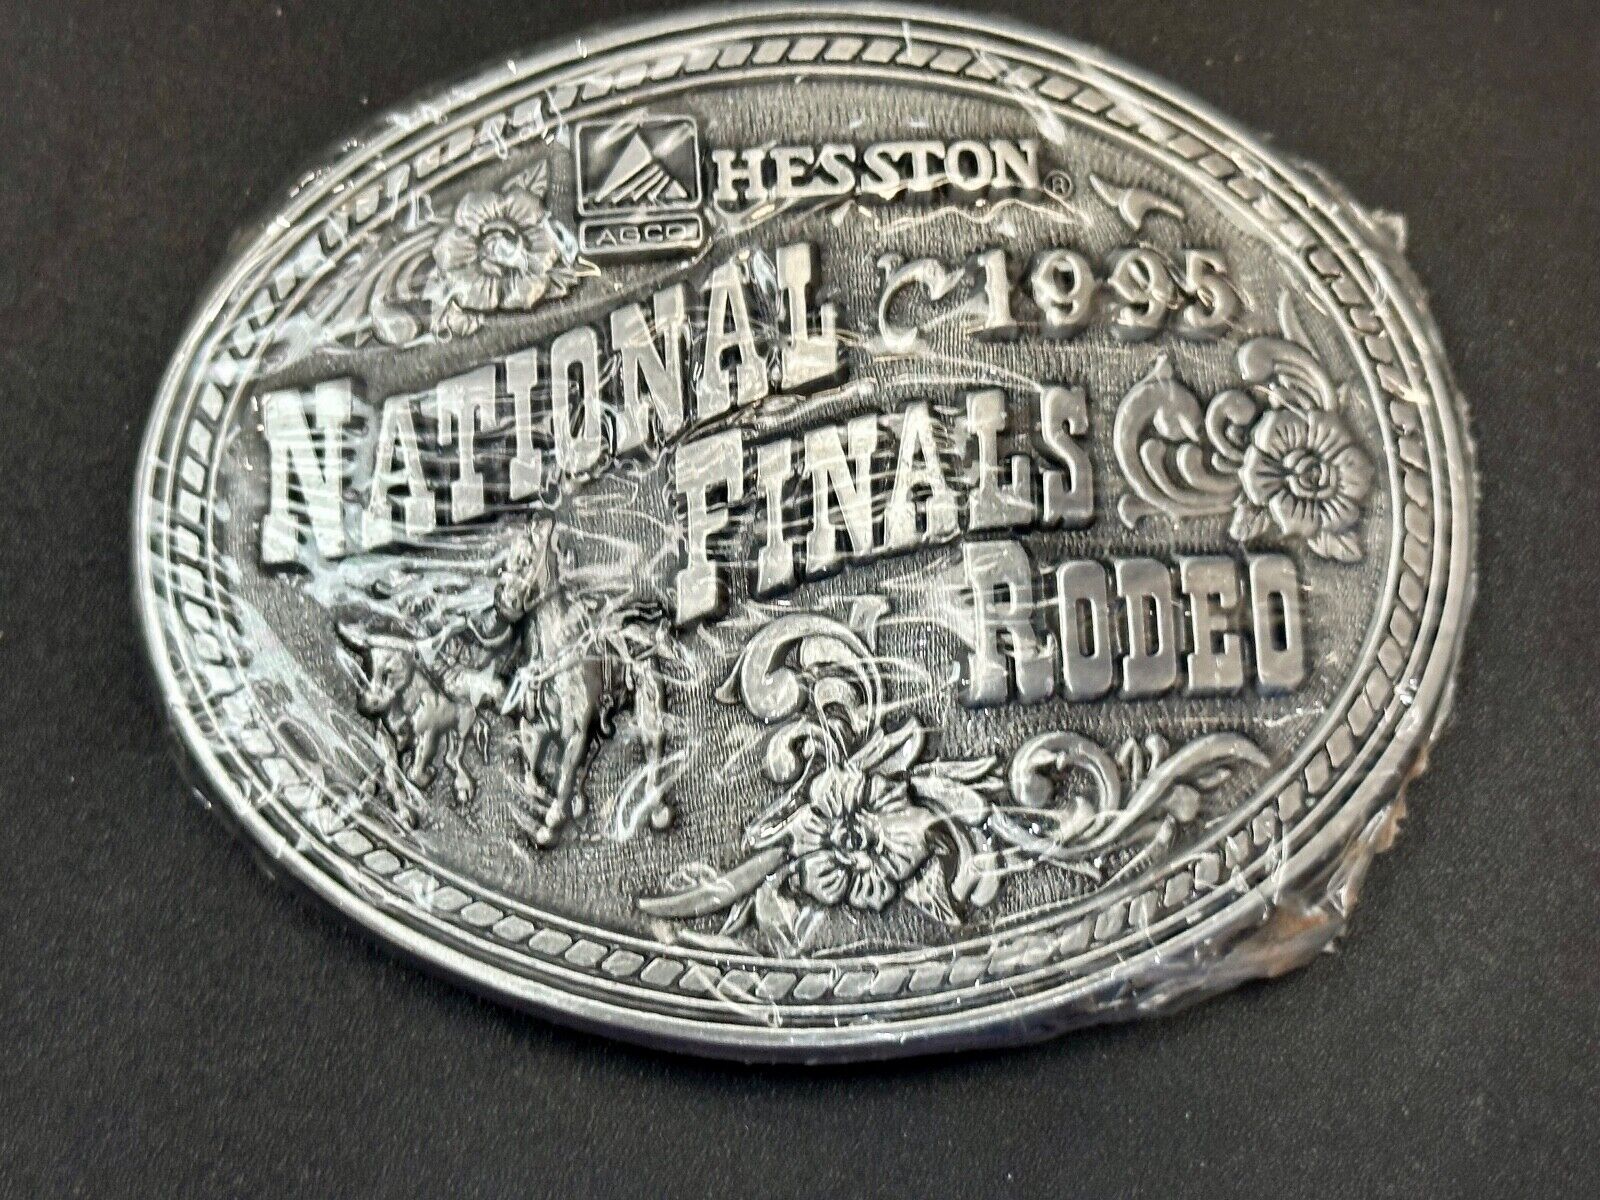 HESSTON®
AGCO
1995
NATIONAL
FINALS
RODEO